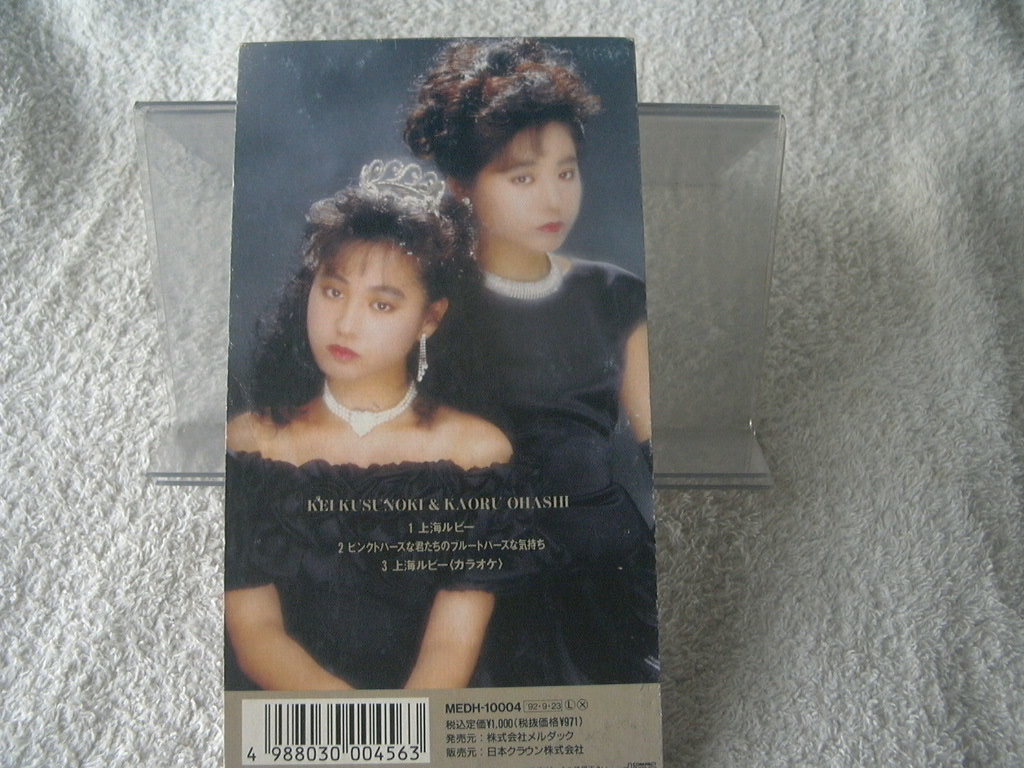 KEI KUSUNOKI & KAORU OHASHI
1 上海ルビー
2 ピンクトパーズな君たちのブルートパーズな気持ち
3 上海ルビー〈カラオケ〉
MEDH-10004 '92・9・23 Ⓛ Ⓧ
税込定価¥1,000(税抜価格¥971)
発売元：株式会社メルダック
販売元：日本クラウン株式会社
4 988030 004563
COMPACT